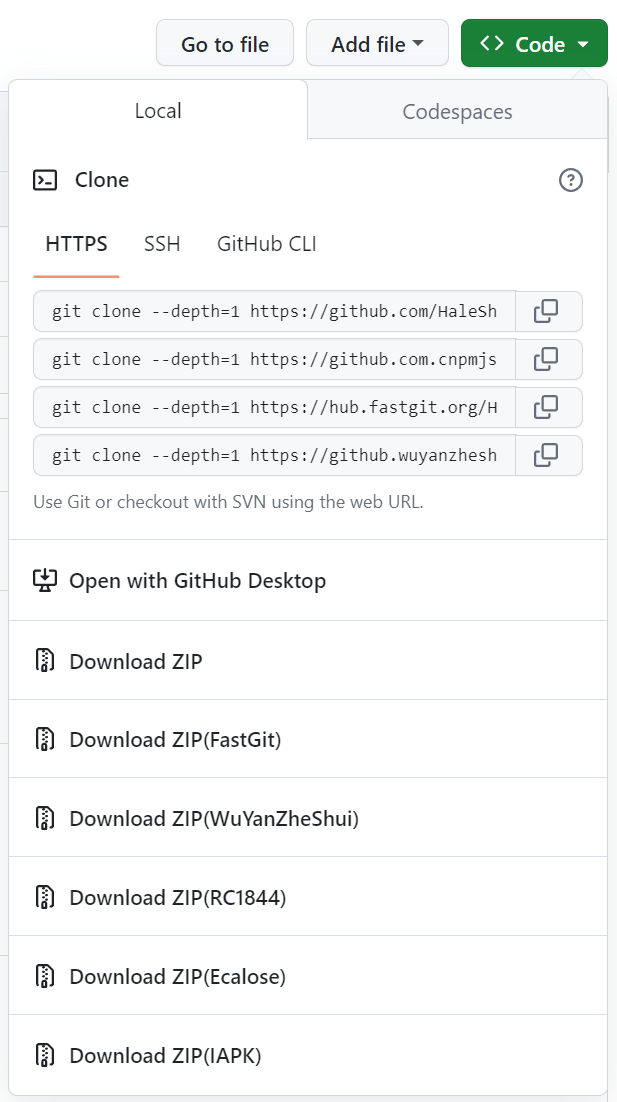 Go to file Add file Code
Local Codespaces
Clone
HTTPS SSH GitHub CLI
git clone --depth=1 https://github.com/HaleSh
git clone --depth=1 https://github.com.cnpmjs
git clone --depth=1 https://hub.fastgit.org/H
git clone --depth=1 https://github.wuyanzhesh
Use Git or checkout with SVN using the web URL.
Open with GitHub Desktop
Download ZIP
Download ZIP(FastGit)
Download ZIP(WuYanZheShui)
Download ZIP(RC1844)
Download ZIP(Ecalose)
Download ZIP(IAPK)